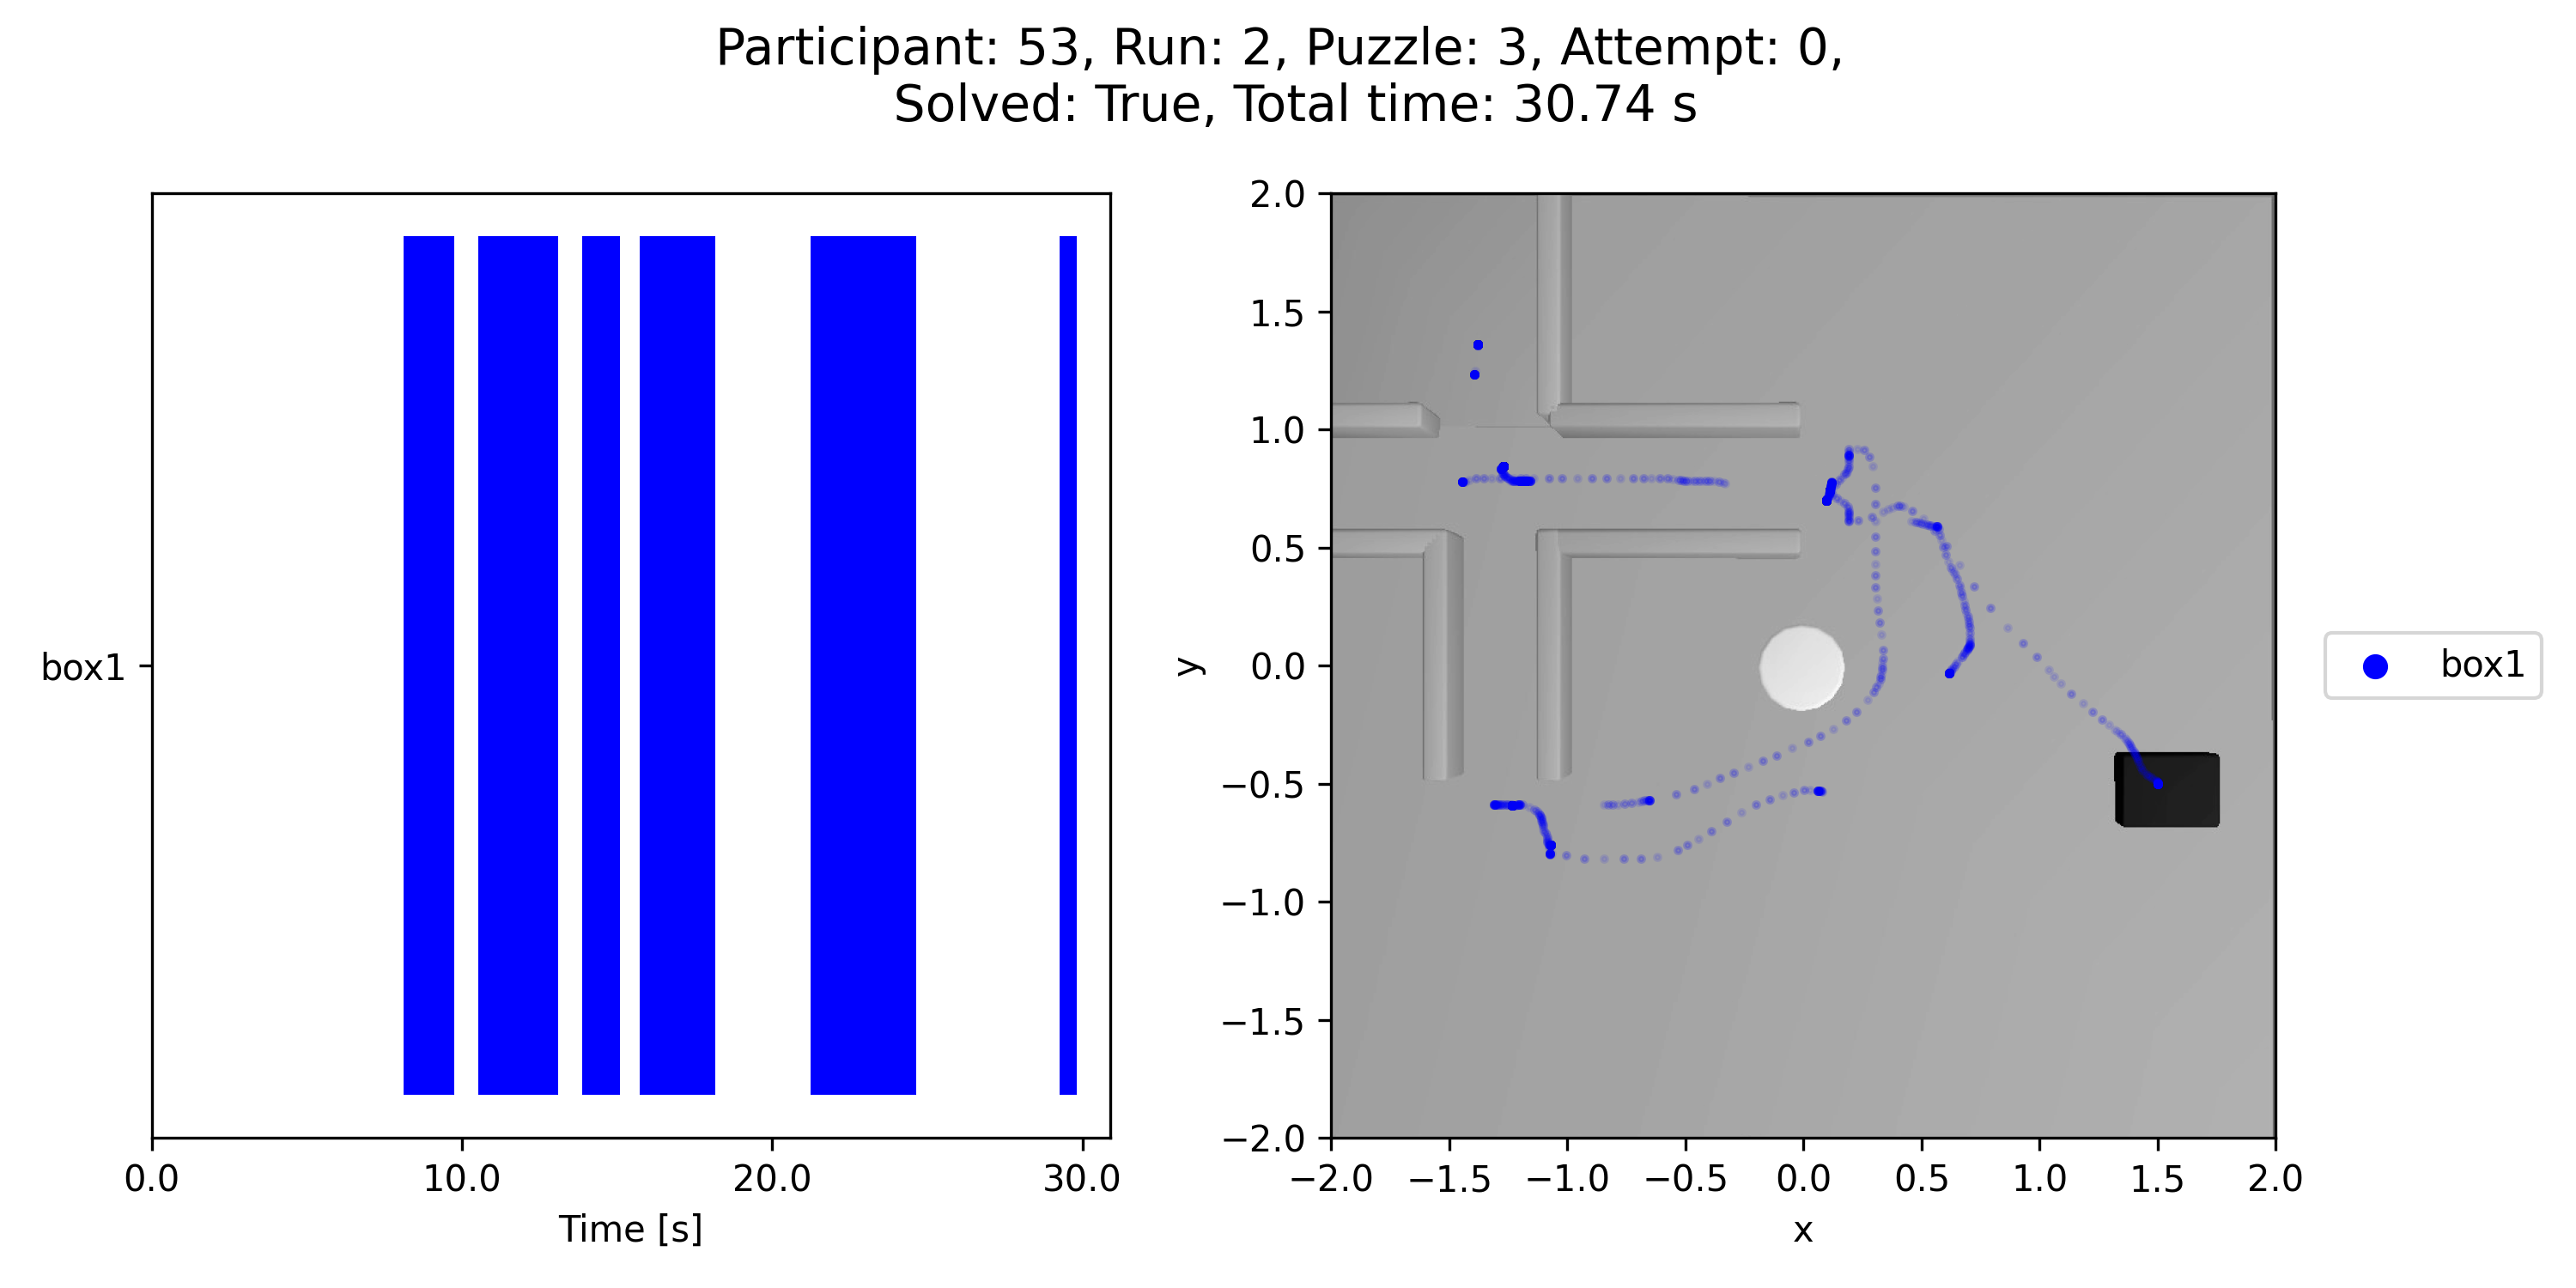 Participant: 53, Run: 2, Puzzle: 3, Attempt: 0,
Solved: True, Total time: 30.74 s
box1
0.0 10.0 20.0 30.0
Time [s]
2.0
1.5
1.0
0.5
0.0
−0.5
−1.0
−1.5
−2.0
y
−2.0 −1.5 −1.0 −0.5 0.0 0.5 1.0 1.5 2.0
x
box1